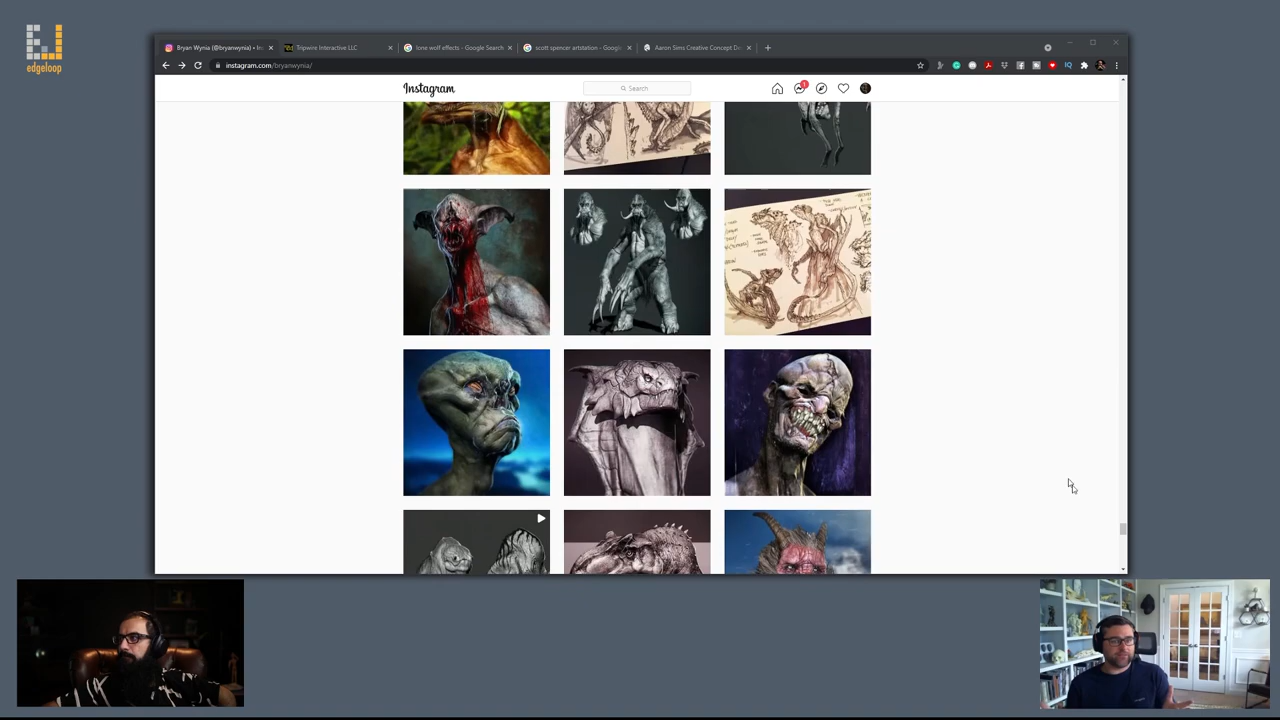 edgeloop
Bryan Wynia (@bryanwynia) • In
Tripwire Interactive LLC
lone wolf effects - Google Search
scott spencer artstation - Google
Aaron Sims Creative Concept De
instagram.com/bryanwynia/
Instagram
Search
1